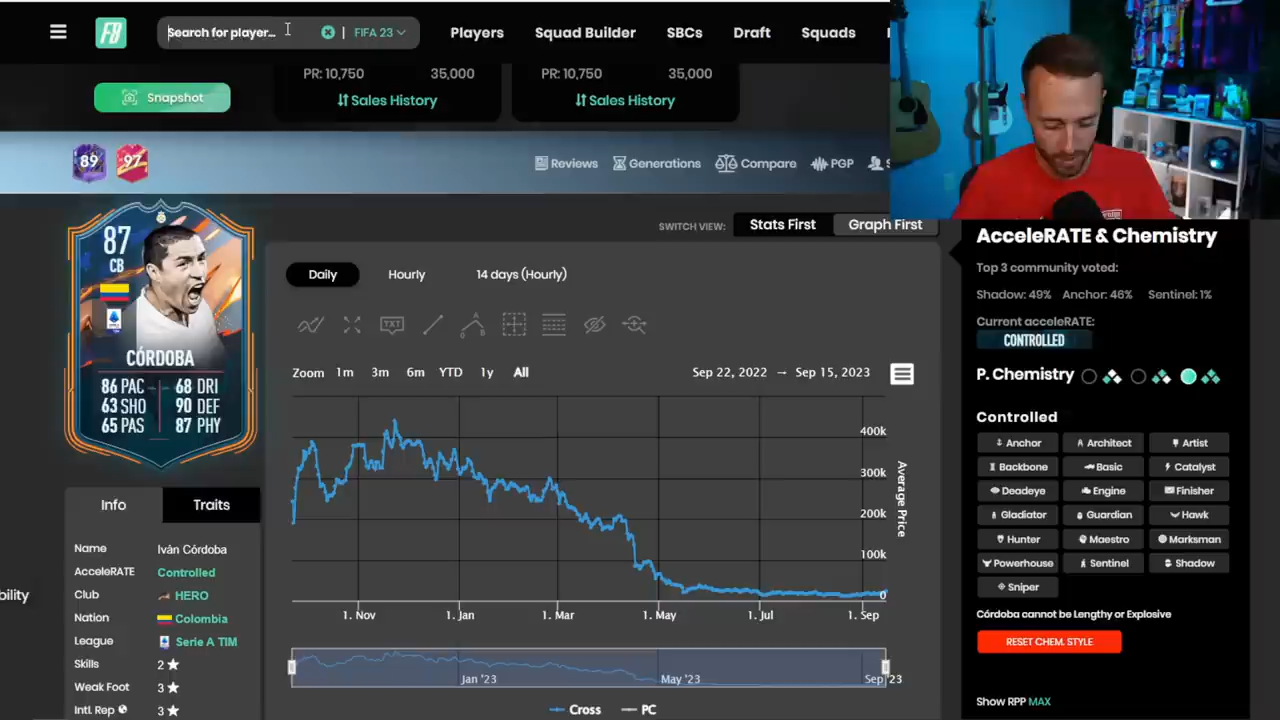 FB
Search for player...
| FIFA 23
Players
Squad Builder
SBCs
Draft
Squads
PR: 10,750 35,000
PR: 10,750 35,000
Snapshot
Sales History
Sales History
89
97
Reviews
Generations
Compare
PGP
SWITCH VIEW:
Stats First
Graph First
87
CB
CÓRDOBA
86 PAC 68 DRI
63 SHO 90 DEF
65 PAS 87 PHY
Daily
Hourly
14 days (Hourly)
TXT
Zoom 1m 3m 6m YTD 1y All
Sep 22, 2022 → Sep 15, 2023
400k
300k
200k
100k
0
Average Price
1. Nov
1. Jan
1. Mar
1. May
1. Jul
1. Sep
Jan '23
May '23
Sep '23
Cross
PC
Info
Traits
Name Iván Córdoba
AcceleRATE Controlled
Club HERO
Nation Colombia
League Serie A TIM
Skills 2
Weak Foot 3
Intl. Rep 3
bility
AcceleRATE & Chemistry
Top 3 community voted:
Shadow: 49% Anchor: 46% Sentinel: 1%
Current acceleRATE:
CONTROLLED
P. Chemistry
Controlled
Anchor Architect Artist
Backbone Basic Catalyst
Deadeye Engine Finisher
Gladiator Guardian Hawk
Hunter Maestro Marksman
Powerhouse Sentinel Shadow
Sniper
Córdoba cannot be Lengthy or Explosive
RESET CHEM. STYLE
Show RPP MAX